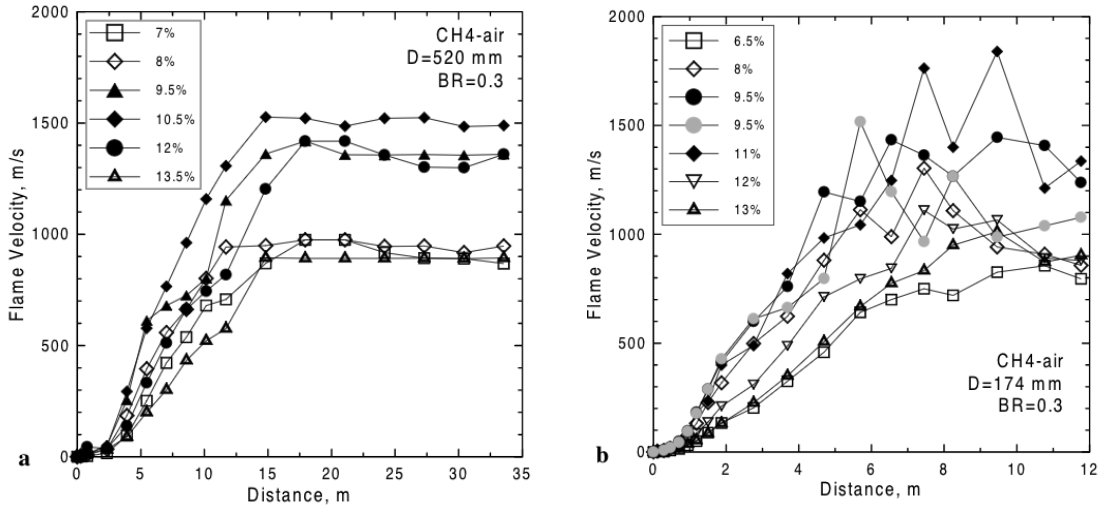 2000
1500
1000
500
0
Flame Velocity, m/s
7%
8%
9.5%
10.5%
12%
13.5%
CH4-air
D=520 mm
BR=0.3
a
0 5 10 15 20 25 30 35
Distance, m
2000
1500
1000
500
0
Flame Velocity, m/s
6.5%
8%
9.5%
9.5%
11%
12%
13%
CH4-air
D=174 mm
BR=0.3
b
0 2 4 6 8 10 12
Distance, m